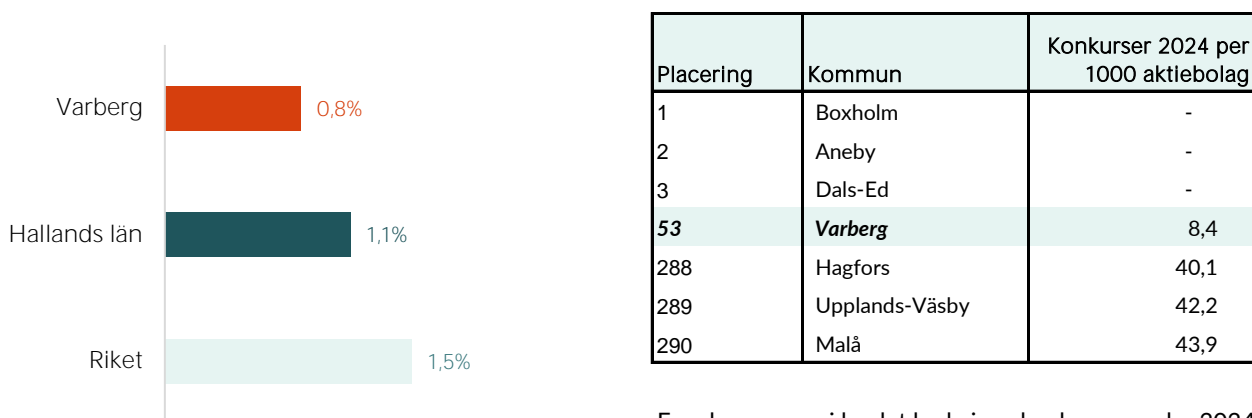 Varberg
0,8%
Hallands län
1,1%
Riket
1,5%
Placering Kommun Konkurser 2024 per 1000 aktiebolag
1 Boxholm -
2 Aneby -
3 Dals-Ed -
53 Varberg 8,4
288 Hagfors 40,1
289 Upplands-Väsby 42,2
290 Malå 43,9